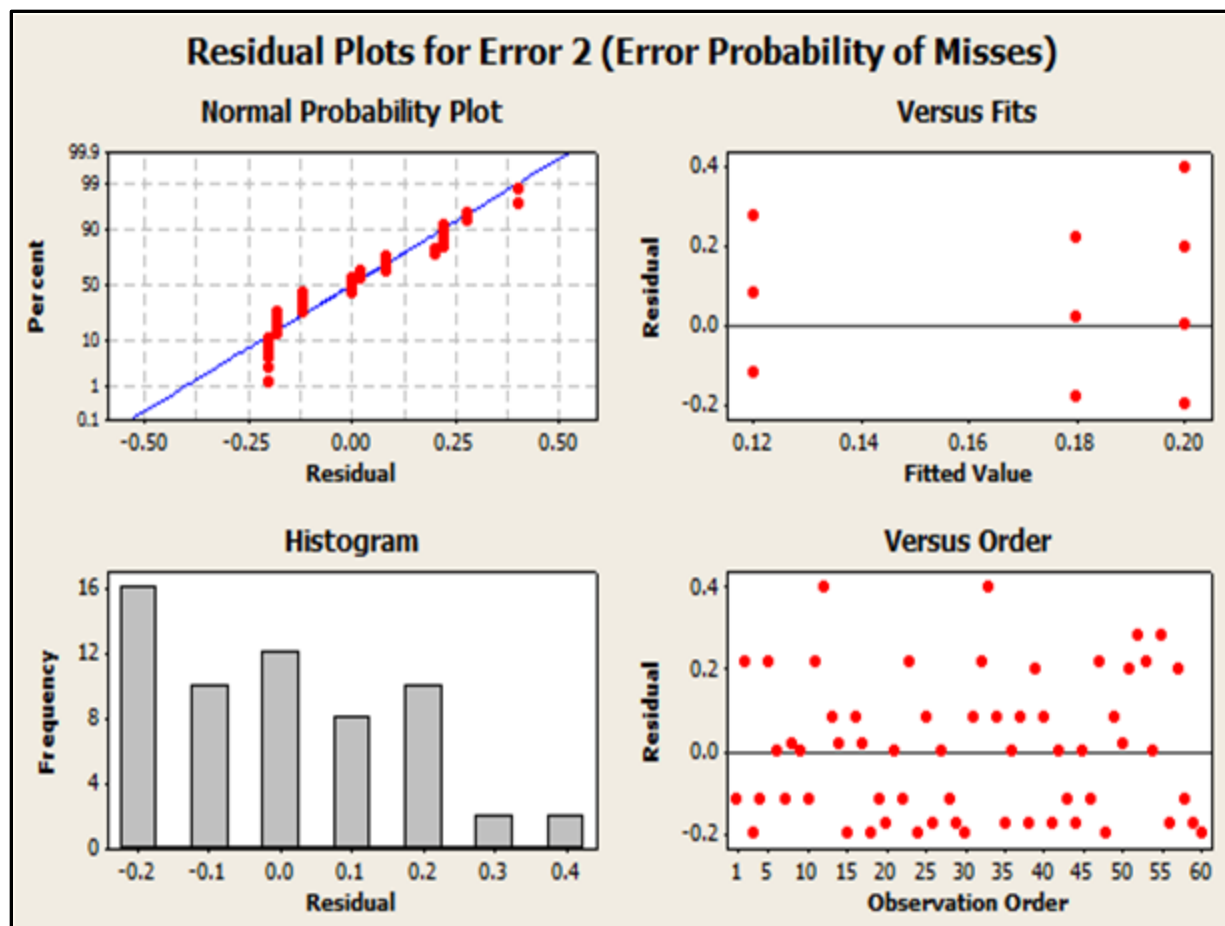 Residual Plots for Error 2 (Error Probability of Misses)
Normal Probability Plot
99.9
99
90
50
10
1
0.1
Percent
-0.50 -0.25 0.00 0.25 0.50
Residual
Versus Fits
0.4
0.2
0.0
-0.2
Residual
0.12 0.14 0.16 0.18 0.20
Fitted Value
Histogram
16
12
8
4
0
Frequency
-0.2 -0.1 0.0 0.1 0.2 0.3 0.4
Residual
Versus Order
0.4
0.2
0.0
-0.2
Residual
1 5 10 15 20 25 30 35 40 45 50 55 60
Observation Order